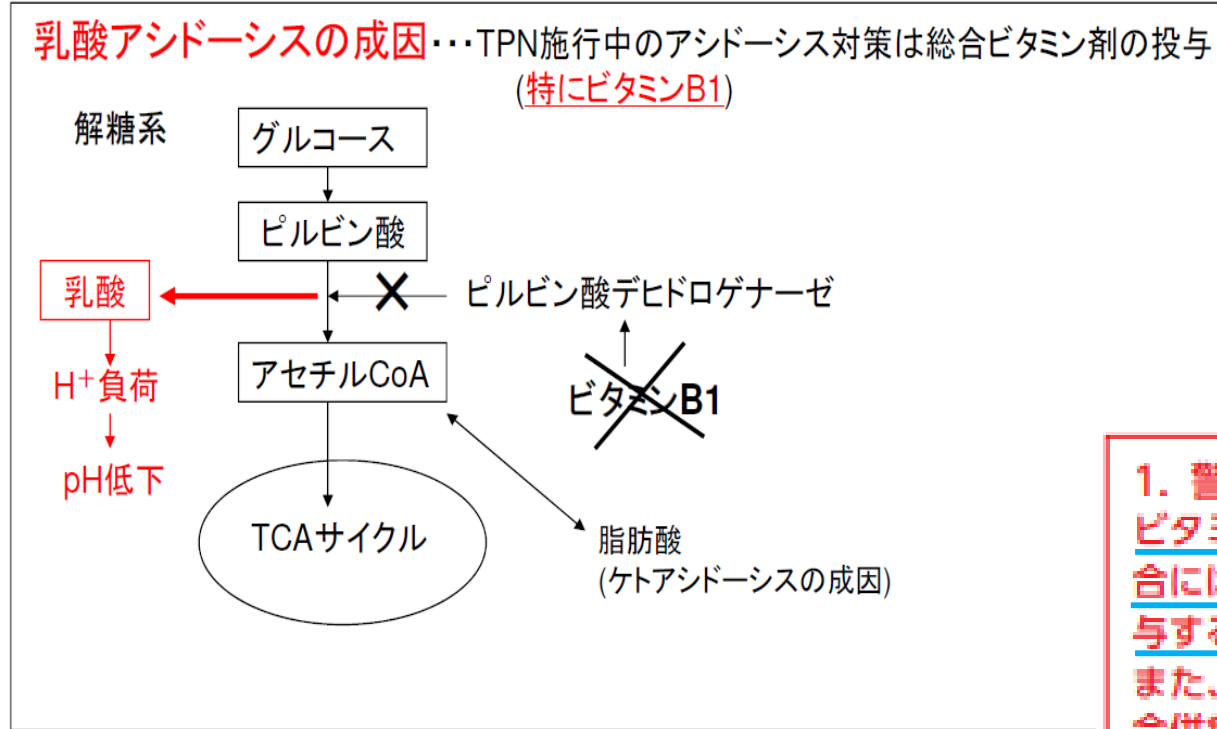 乳酸アシドーシスの成因･･･TPN施行中のアシドーシス対策は総合ビタミン剤の投与
(特にビタミンB1)
解糖系
グルコース
ピルビン酸
乳酸
ピルビン酸デヒドロゲナーゼ
アセチルCoA
H⁺負荷
ビタミンB1
pH低下
TCAサイクル
脂肪酸
(ケトアシドーシスの成因)
1. 警
ビタミ
合には
与する
また、